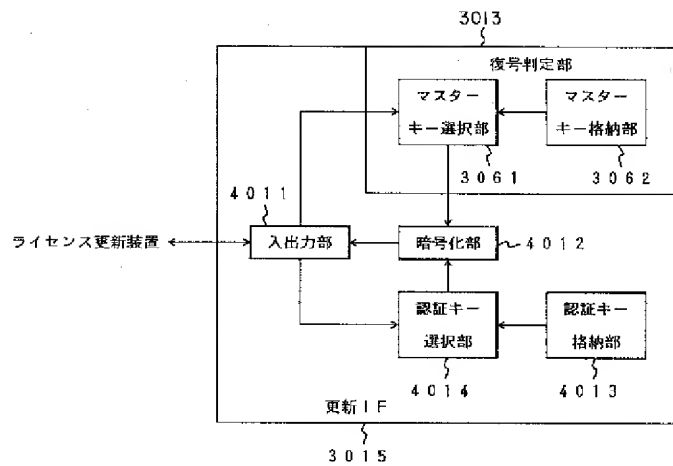 3013
復号判定部
マスター
キー選択部
マスター
キー格納部
3061
3062
4011
ライセンス更新装置
入出力部
暗号化部
4012
認証キー
選択部
認証キー
格納部
4014
4013
更新IF
3015